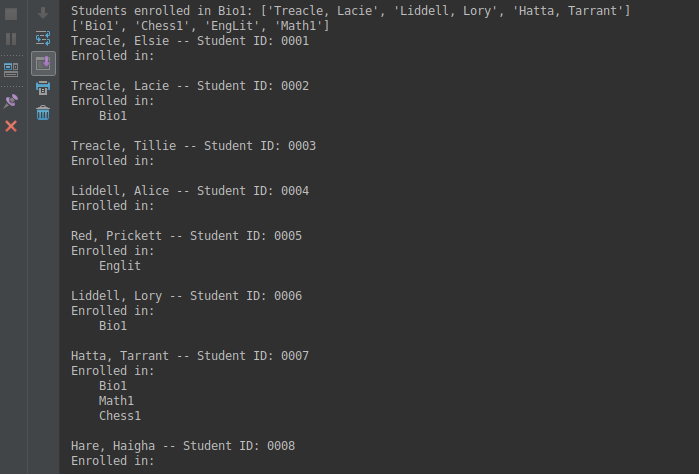 Students enrolled in Bio1: ['Treacle, Lacie', 'Liddell, Lory', 'Hatta, Tarrant']
['Bio1', 'Chess1', 'EngLit', 'Math1']
Treacle, Elsie -- Student ID: 0001
Enrolled in:
Treacle, Lacie -- Student ID: 0002
Enrolled in:
Bio1
Treacle, Tillie -- Student ID: 0003
Enrolled in:
Liddell, Alice -- Student ID: 0004
Enrolled in:
Red, Prickett -- Student ID: 0005
Enrolled in:
Englit
Liddell, Lory -- Student ID: 0006
Enrolled in:
Bio1
Hatta, Tarrant -- Student ID: 0007
Enrolled in:
Bio1
Math1
Chess1
Hare, Haigha -- Student ID: 0008
Enrolled in: